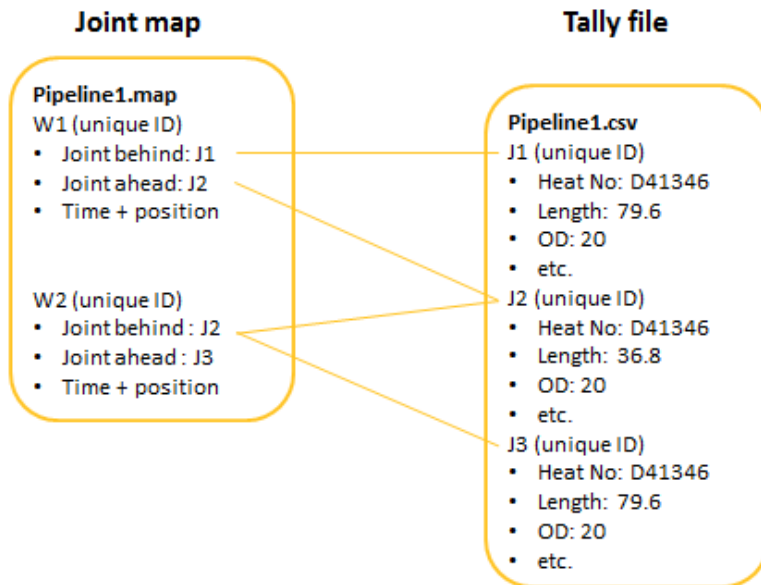 Joint map
Pipeline1.map
W1 (unique ID)
• Joint behind: J1
• Joint ahead: J2
• Time + position
W2 (unique ID)
• Joint behind : J2
• Joint ahead : J3
• Time + position
Tally file
Pipeline1.csv
J1 (unique ID)
• Heat No: D41346
• Length: 79.6
• OD: 20
• etc.
J2 (unique ID)
• Heat No: D41346
• Length: 36.8
• OD: 20
• etc.
J3 (unique ID)
• Heat No: D41346
• Length: 79.6
• OD: 20
• etc.